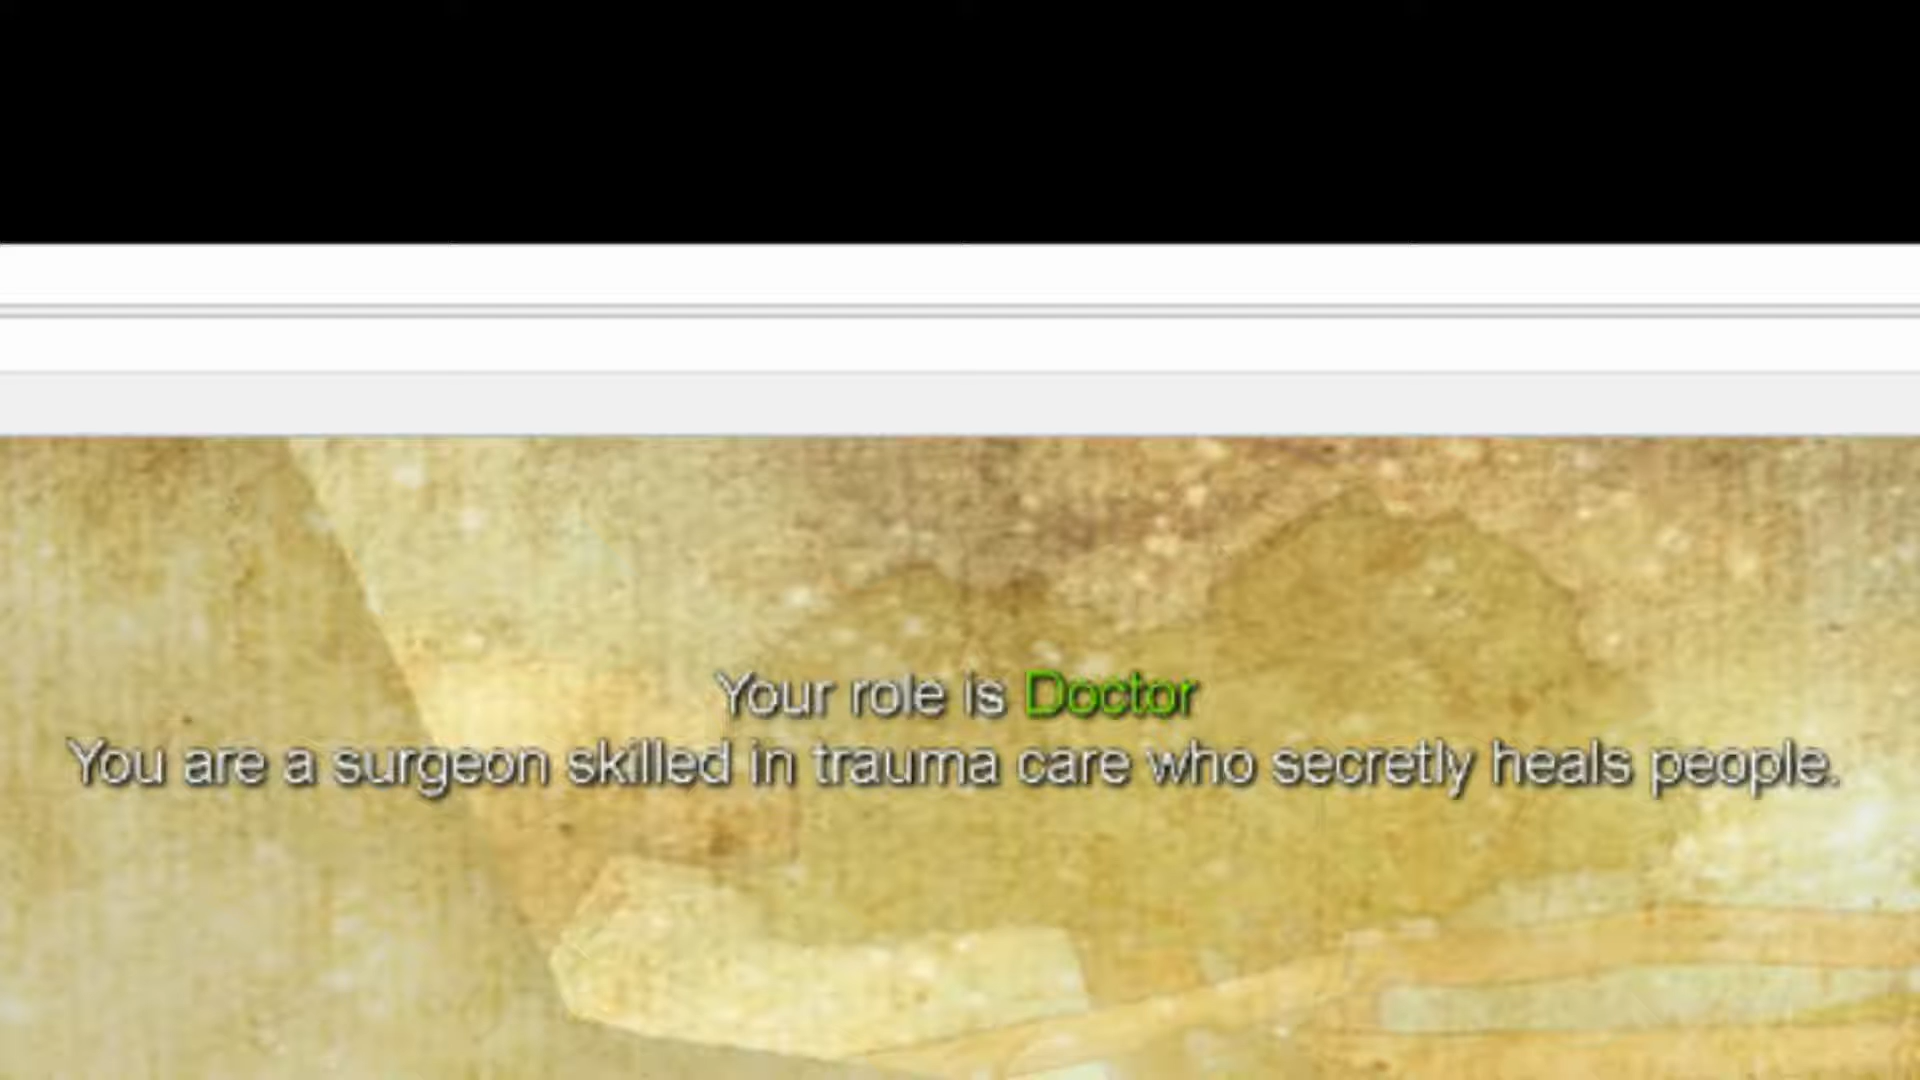 Your role is Doctor
You are a surgeon skilled in trauma care who secretly heals people.